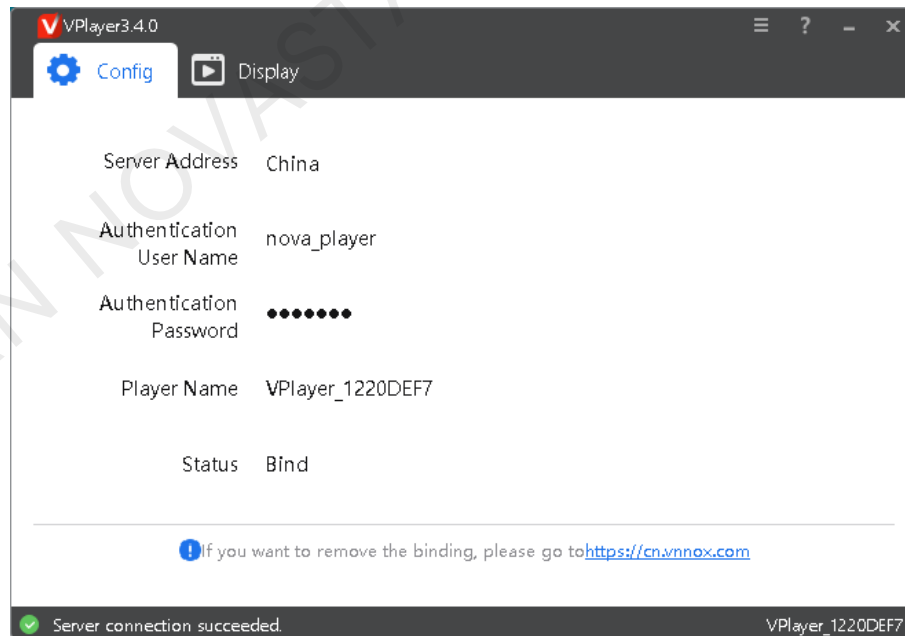 VPlayer3.4.0
Config
Display
Server Address China
Authentication
User Name nova_player
Authentication
Password •••••••
Player Name VPlayer_1220DEF7
Status Bind
If you want to remove the binding, please go tohttps://cn.vnnox.com
Server connection succeeded. VPlayer_1220DEF7